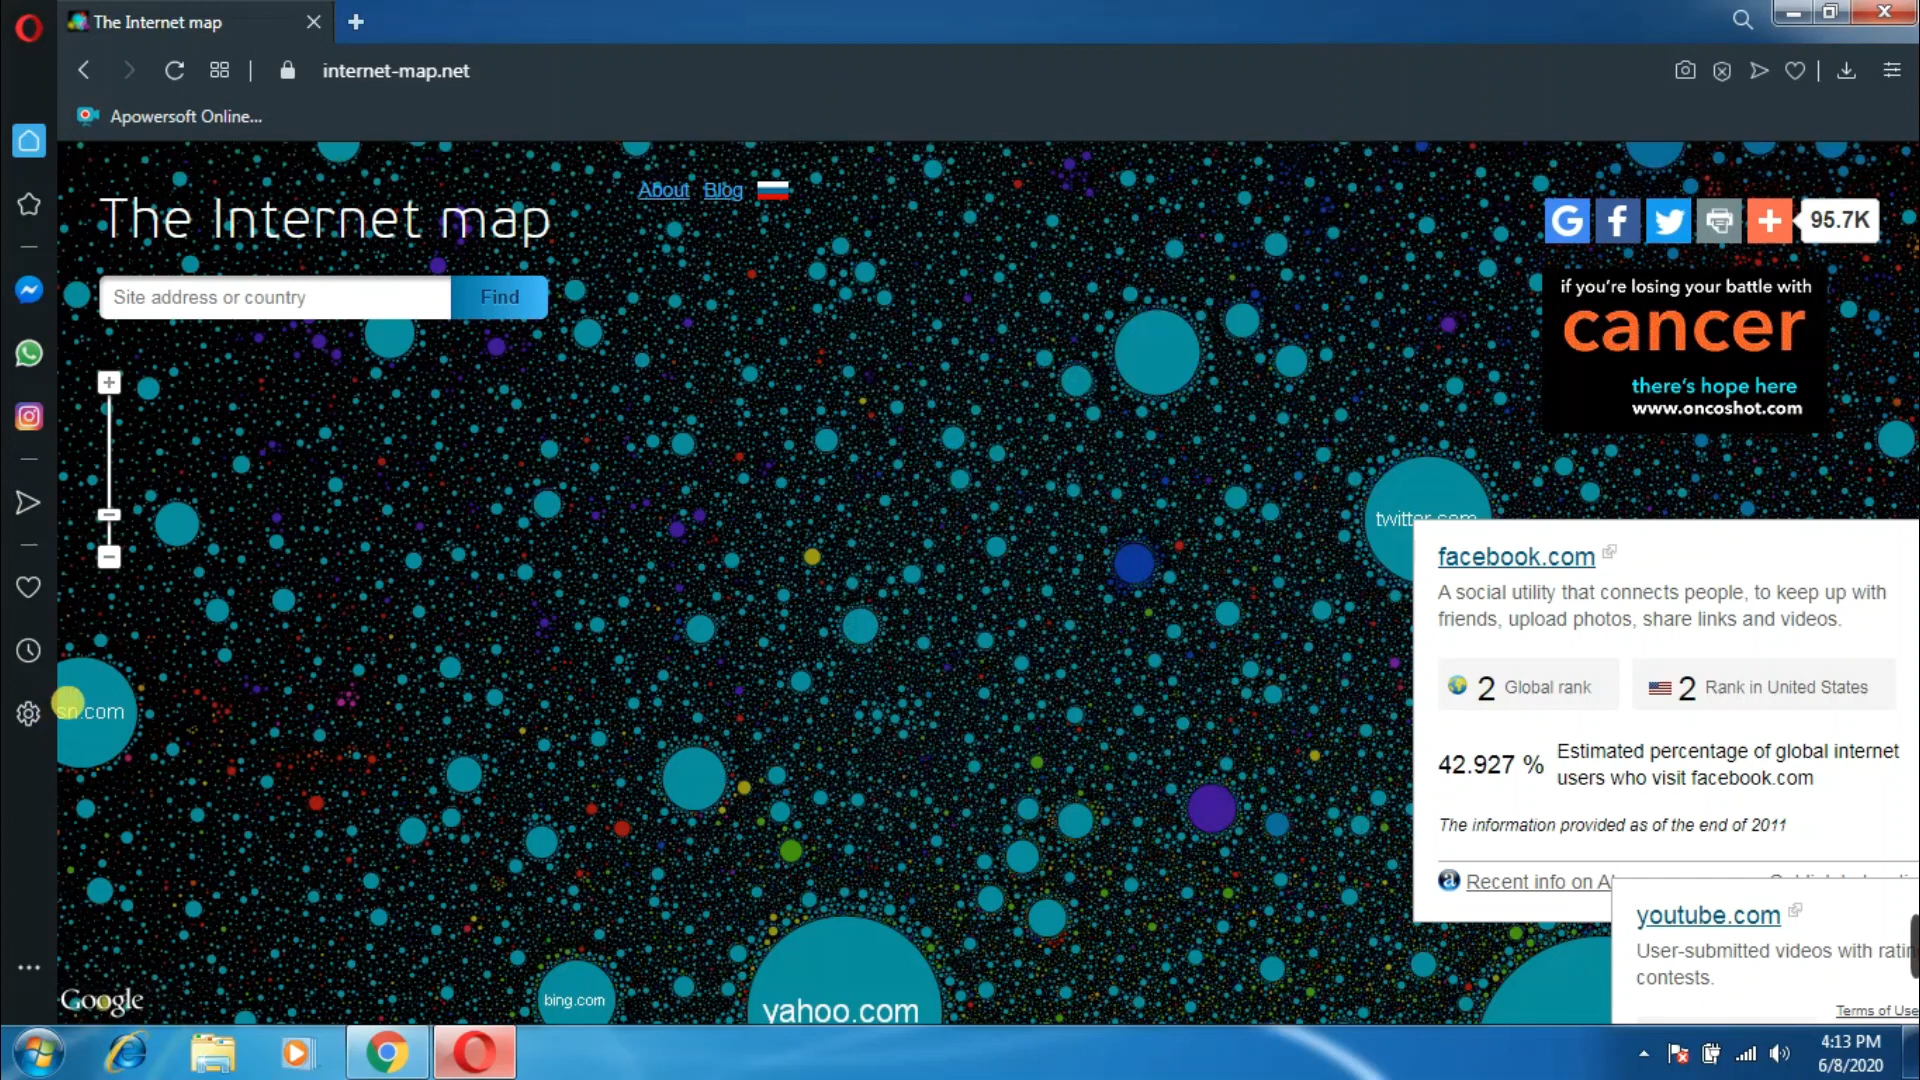 The Internet map
internet-map.net
Apowersoft Online...
About Blog
The Internet map
95.7K
Site address or country
Find
if you're losing your battle with
cancer
there's hope here
www.oncoshot.com
twitter.com
facebook.com
A social utility that connects people, to keep up with
friends, upload photos, share links and videos.
2 Global rank
2 Rank in United States
sn.com
42.927 %
Estimated percentage of global internet
users who visit facebook.com
The information provided as of the end of 2011
Recent info on Al
youtube.com
User-submitted videos with ratin
contests.
Terms of Use
bing.com
yahoo.com
Google
4:13 PM
6/8/2020